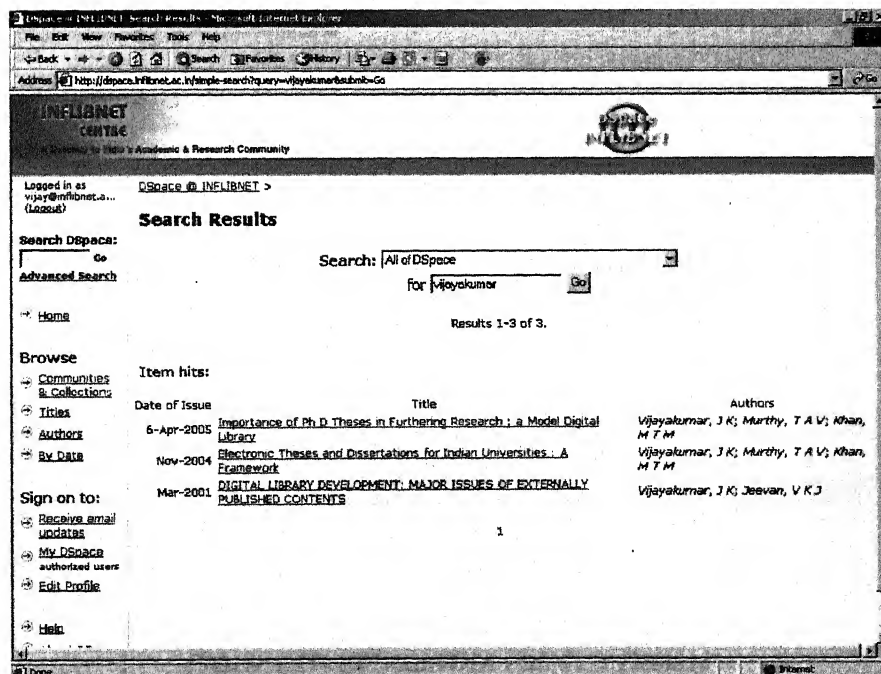 DSpace @ INFLIBNET Search Results - Microsoft Internet Explorer
File Edit View Favorites Tools Help
Back Search Favorites History
Address http://dspace.inflibnet.ac.in/simple-search?query=vijayakumar&submit=Go Go
INFLIBNET
CENTRE
A Gateway to India's Academic & Research Community
Logged in as
vijay@inflibnet.a...
(Logout)
DSpace @ INFLIBNET >
Search Results
Search DSpace:
Go
Advanced Search
Search: All of DSpace
for vijayakumar Go
Results 1-3 of 3.
Home
Browse
Communities
& Collections
Titles
Authors
By Date
Item hits:
Date of Issue Title Authors
6-Apr-2005 Importance of Ph D Theses in Furthering Research : a Model Digital Library Vijayakumar, J K; Murthy, T A V; Khan, M T M
Nov-2004 Electronic Theses and Dissertations for Indian Universities : A Framework Vijayakumar, J K; Murthy, T A V; Khan, M T M
Mar-2001 DIGITAL LIBRARY DEVELOPMENT: MAJOR ISSUES OF EXTERNALLY PUBLISHED CONTENTS Vijayakumar, J K; Jeevan, V K J
1
Sign on to:
Receive email
updates
My DSpace
authorized users
Edit Profile
Help
Done Internet